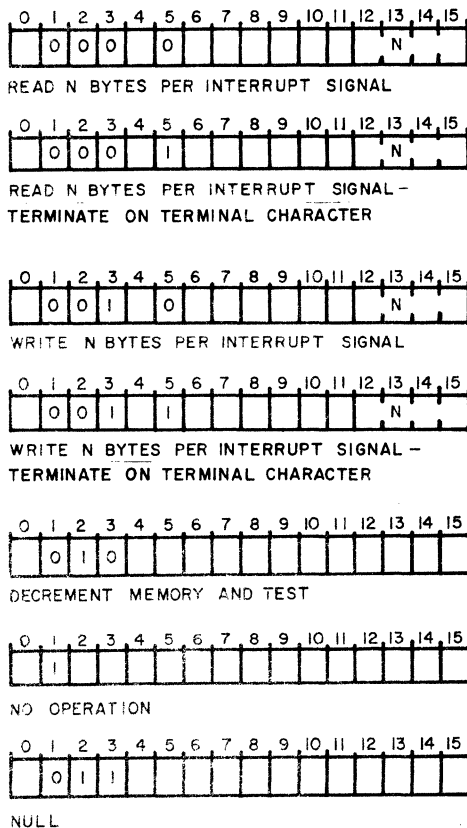 0 1 2 3 4 5 6 7 8 9 10 11 12 13 14 15
0 0 0 0 N
READ N BYTES PER INTERRUPT SIGNAL
0 1 2 3 4 5 6 7 8 9 10 11 12 13 14 15
0 0 0 1 N
READ N BYTES PER INTERRUPT SIGNAL-
TERMINATE ON TERMINAL CHARACTER
0 1 2 3 4 5 6 7 8 9 10 11 12 13 14 15
0 0 1 0 N
WRITE N BYTES PER INTERRUPT SIGNAL
0 1 2 3 4 5 6 7 8 9 10 11 12 13 14 15
0 0 1 1 N
WRITE N BYTES PER INTERRUPT SIGNAL-
TERMINATE ON TERMINAL CHARACTER
0 1 2 3 4 5 6 7 8 9 10 11 12 13 14 15
0 1 0
DECREMENT MEMORY AND TEST
0 1 2 3 4 5 6 7 8 9 10 11 12 13 14 15
1
NO OPERATION
0 1 2 3 4 5 6 7 8 9 10 11 12 13 14 15
0 1 1
NULL